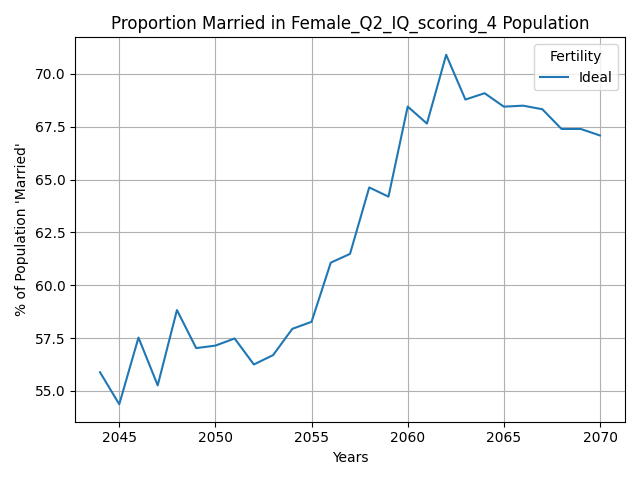 Proportion Married in Female_Q2_IQ_scoring_4 Population
Fertility
Ideal
% of Population 'Married'
70.0
67.5
65.0
62.5
60.0
57.5
55.0
2045 2050 2055 2060 2065 2070
Years